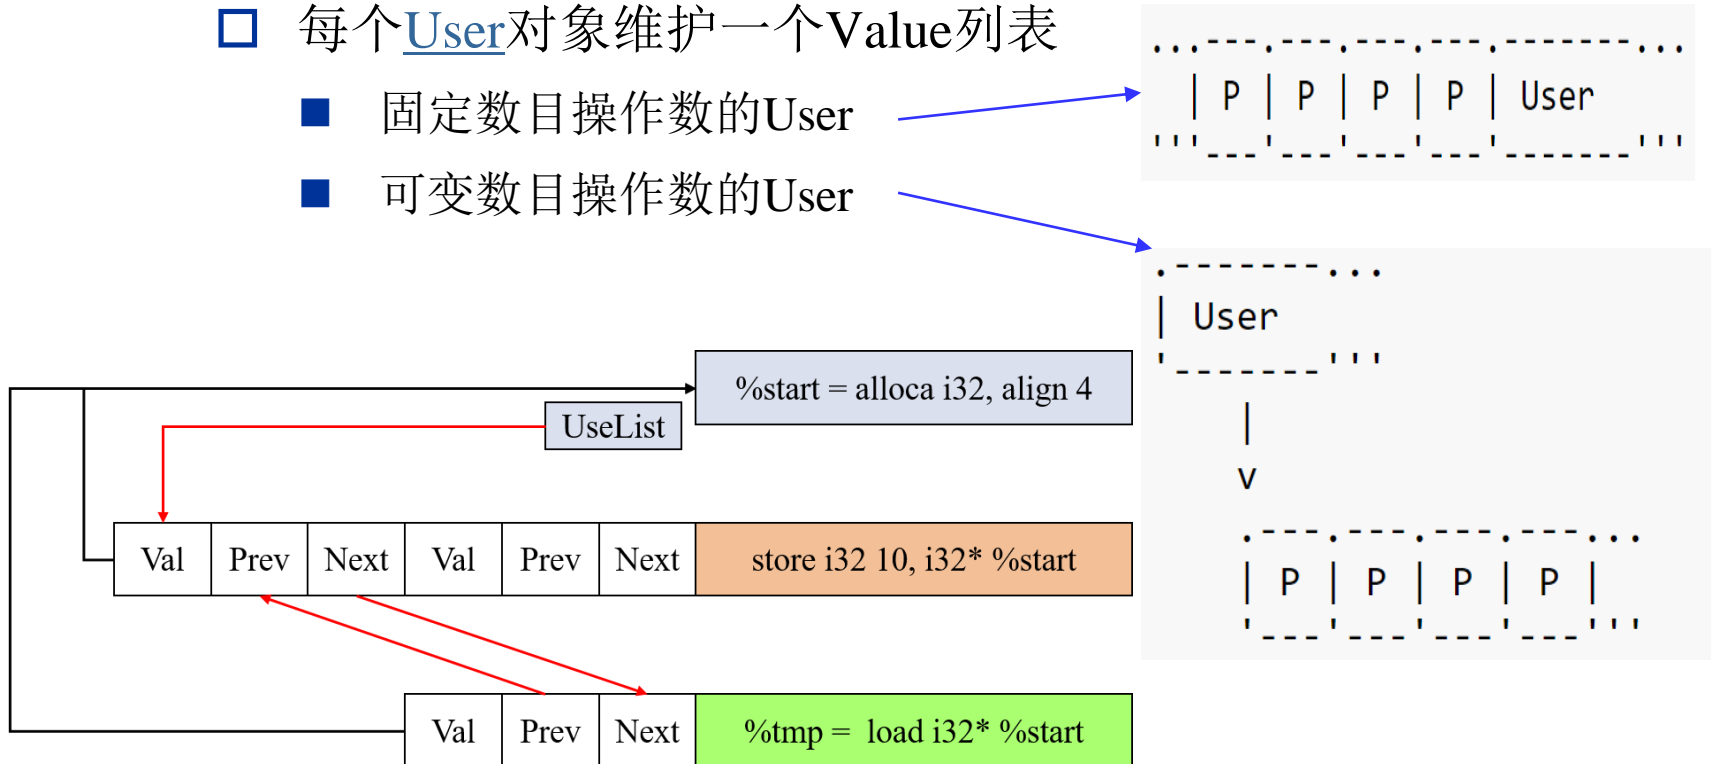 每个User对象维护一个Value列表
固定数目操作数的User
可变数目操作数的User
...---.---.---.---.-------...
| P | P | P | P | User
'''---'---'---'---'-------'''
.-------...
| User
'-------'''
|
v
.---.---.---.---...
| P | P | P | P |
'---'---'---'---'''
%start = alloca i32, align 4
UseList
Val Prev Next Val Prev Next store i32 10, i32* %start
Val Prev Next %tmp = load i32* %start